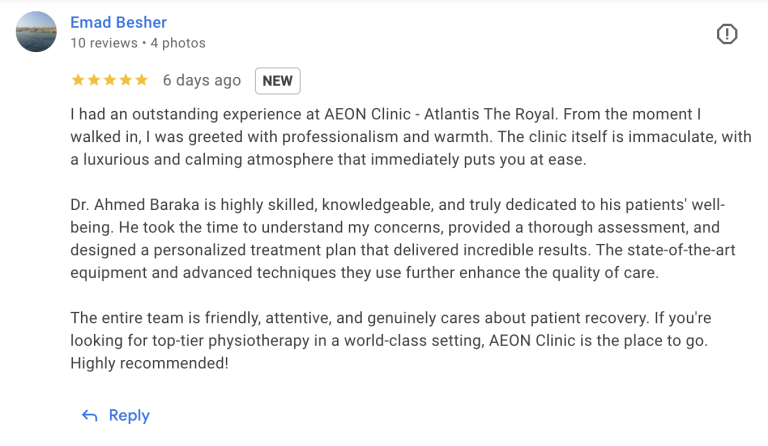 Emad Besher
10 reviews • 4 photos
6 days ago NEW
I had an outstanding experience at AEON Clinic - Atlantis The Royal. From the moment I
walked in, I was greeted with professionalism and warmth. The clinic itself is immaculate, with
a luxurious and calming atmosphere that immediately puts you at ease.
Dr. Ahmed Baraka is highly skilled, knowledgeable, and truly dedicated to his patients' well-
being. He took the time to understand my concerns, provided a thorough assessment, and
designed a personalized treatment plan that delivered incredible results. The state-of-the-art
equipment and advanced techniques they use further enhance the quality of care.
The entire team is friendly, attentive, and genuinely cares about patient recovery. If you're
looking for top-tier physiotherapy in a world-class setting, AEON Clinic is the place to go.
Highly recommended!
Reply